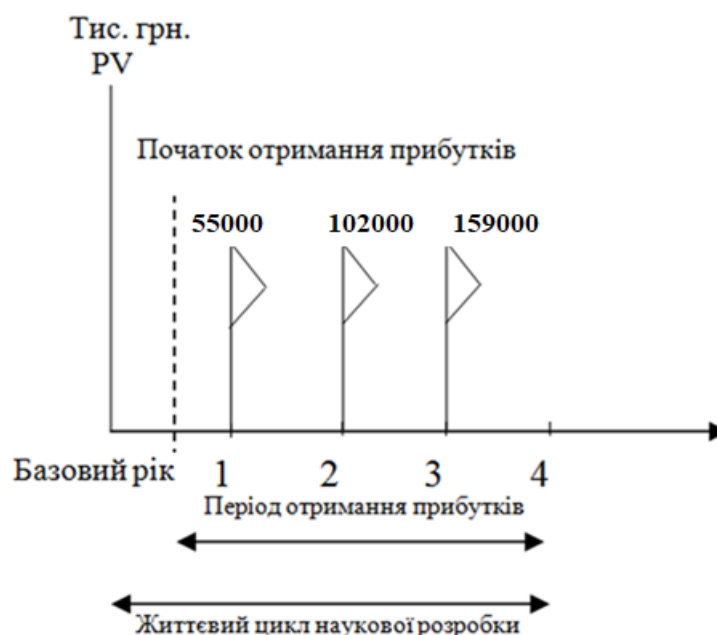 Тис. грн.
PV
Початок отримання прибутків
55000 102000 159000
Базовий рік 1 2 3 4
Період отримання прибутків
Життєвий цикл наукової розробки